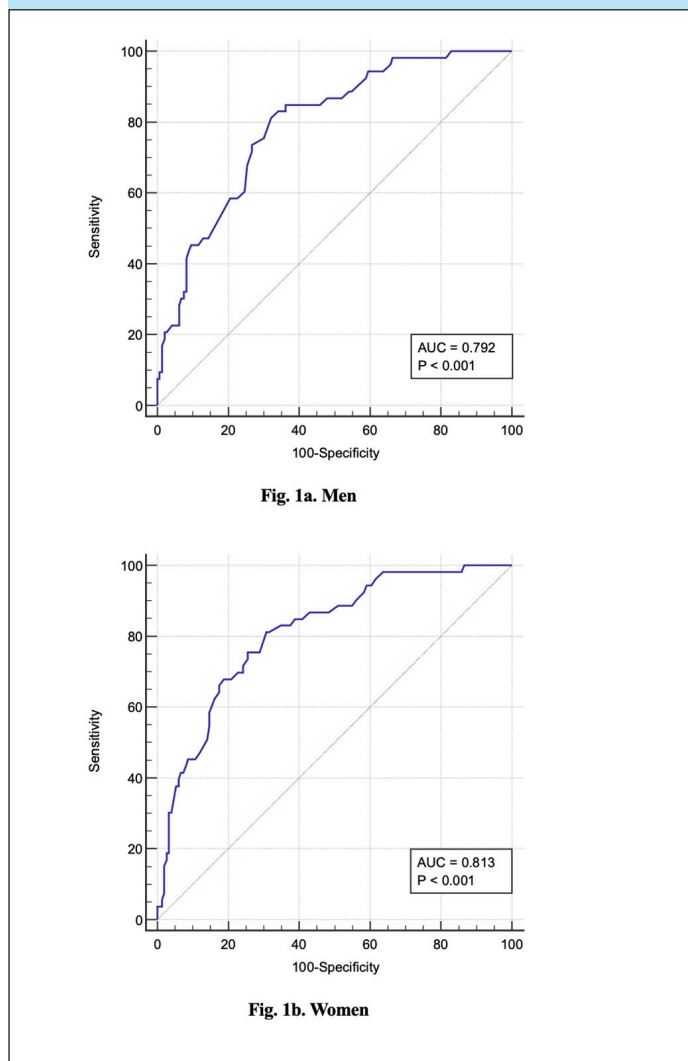 100
80
60
40
20
0
Sensitivity
AUC = 0.792
P < 0.001
0 20 40 60 80 100
100-Specificity
Fig. 1a. Men
100
80
60
40
20
0
Sensitivity
AUC = 0.813
P < 0.001
0 20 40 60 80 100
100-Specificity
Fig. 1b. Women